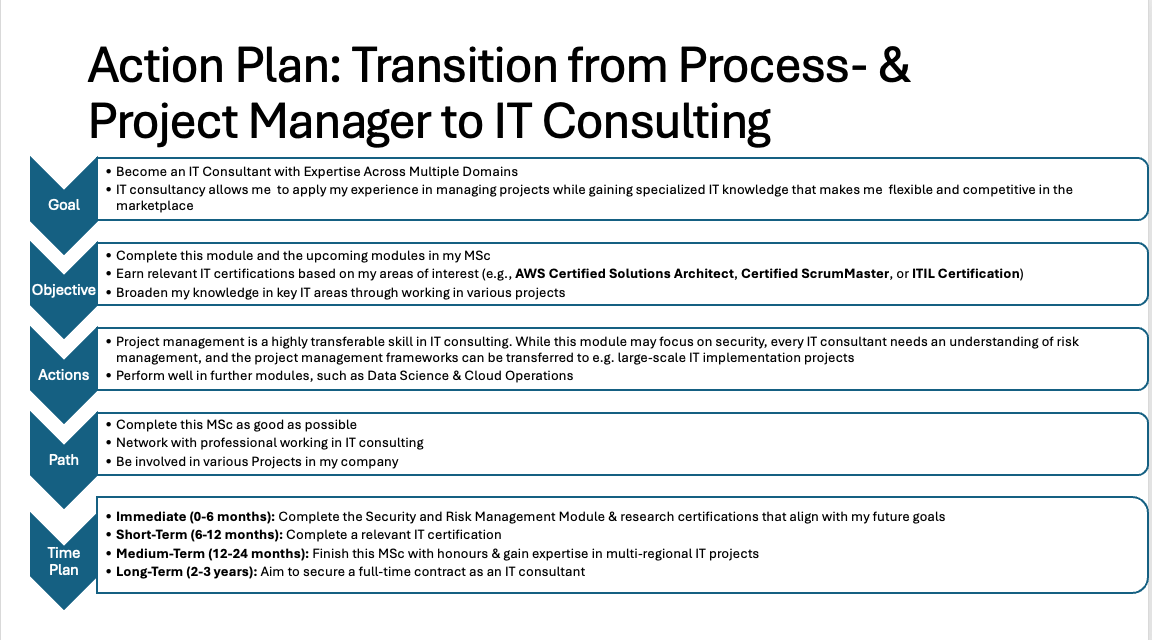 Action Plan: Transition from Process- &
Project Manager to IT Consulting
Goal
• Become an IT Consultant with Expertise Across Multiple Domains
• IT consultancy allows me  to apply my experience in managing projects while gaining specialized IT knowledge that makes me  flexible and competitive in the
marketplace
Objective
• Complete this module and the upcoming modules in my MSc
• Earn relevant IT certifications based on my areas of interest (e.g., AWS Certified Solutions Architect, Certified ScrumMaster, or ITIL Certification)
• Broaden my knowledge in key IT areas through working in various projects
Actions
• Project management is a highly transferable skill in IT consulting. While this module may focus on security, every IT consultant needs an understanding of risk
management, and the project management frameworks can be transferred to e.g. large-scale IT implementation projects
• Perform well in further modules, such as Data Science & Cloud Operations
Path
• Complete this MSc as good as possible
• Network with professional working in IT consulting
• Be involved in various Projects in my company
Time
Plan
• Immediate (0-6 months): Complete the Security and Risk Management Module & research certifications that align with my future goals
• Short-Term (6-12 months): Complete a relevant IT certification
• Medium-Term (12-24 months): Finish this MSc with honours & gain expertise in multi-regional IT projects
• Long-Term (2-3 years): Aim to secure a full-time contract as an IT consultant